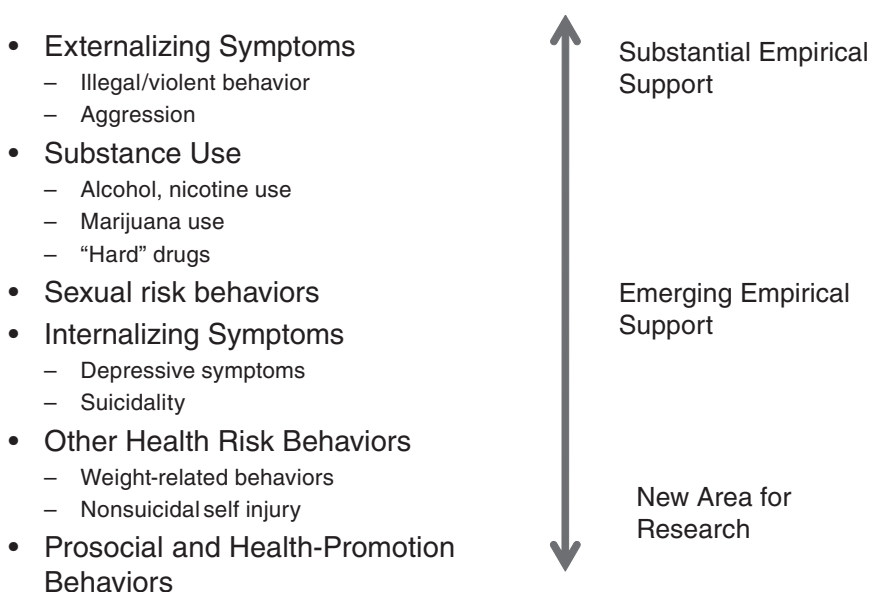 • Externalizing Symptoms
– Illegal/violent behavior
– Aggression
• Substance Use
– Alcohol, nicotine use
– Marijuana use
– “Hard” drugs
• Sexual risk behaviors
• Internalizing Symptoms
– Depressive symptoms
– Suicidality
• Other Health Risk Behaviors
– Weight-related behaviors
– Nonsuicidal self injury
• Prosocial and Health-Promotion
Behaviors
Substantial Empirical
Support
Emerging Empirical
Support
New Area for
Research